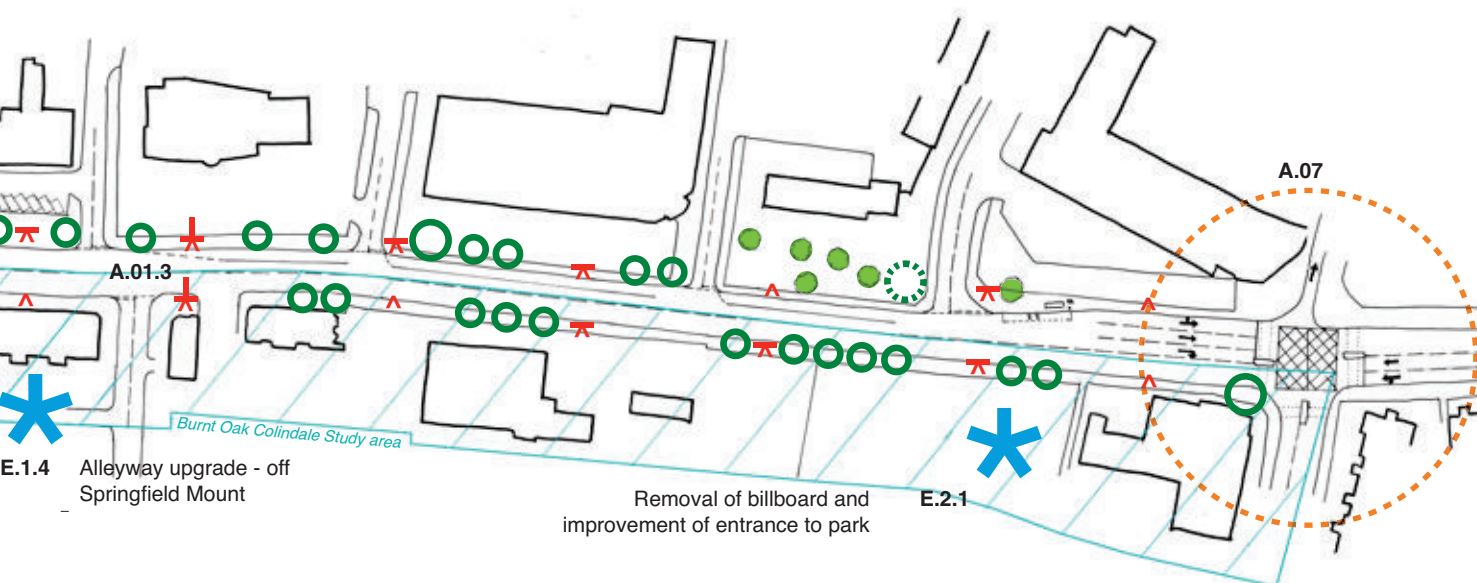 A.07
A.01.3
Burnt Oak Colindale Study area
E.1.4 Alleyway upgrade - off
Springfield Mount
Removal of billboard and E.2.1
improvement of entrance to park